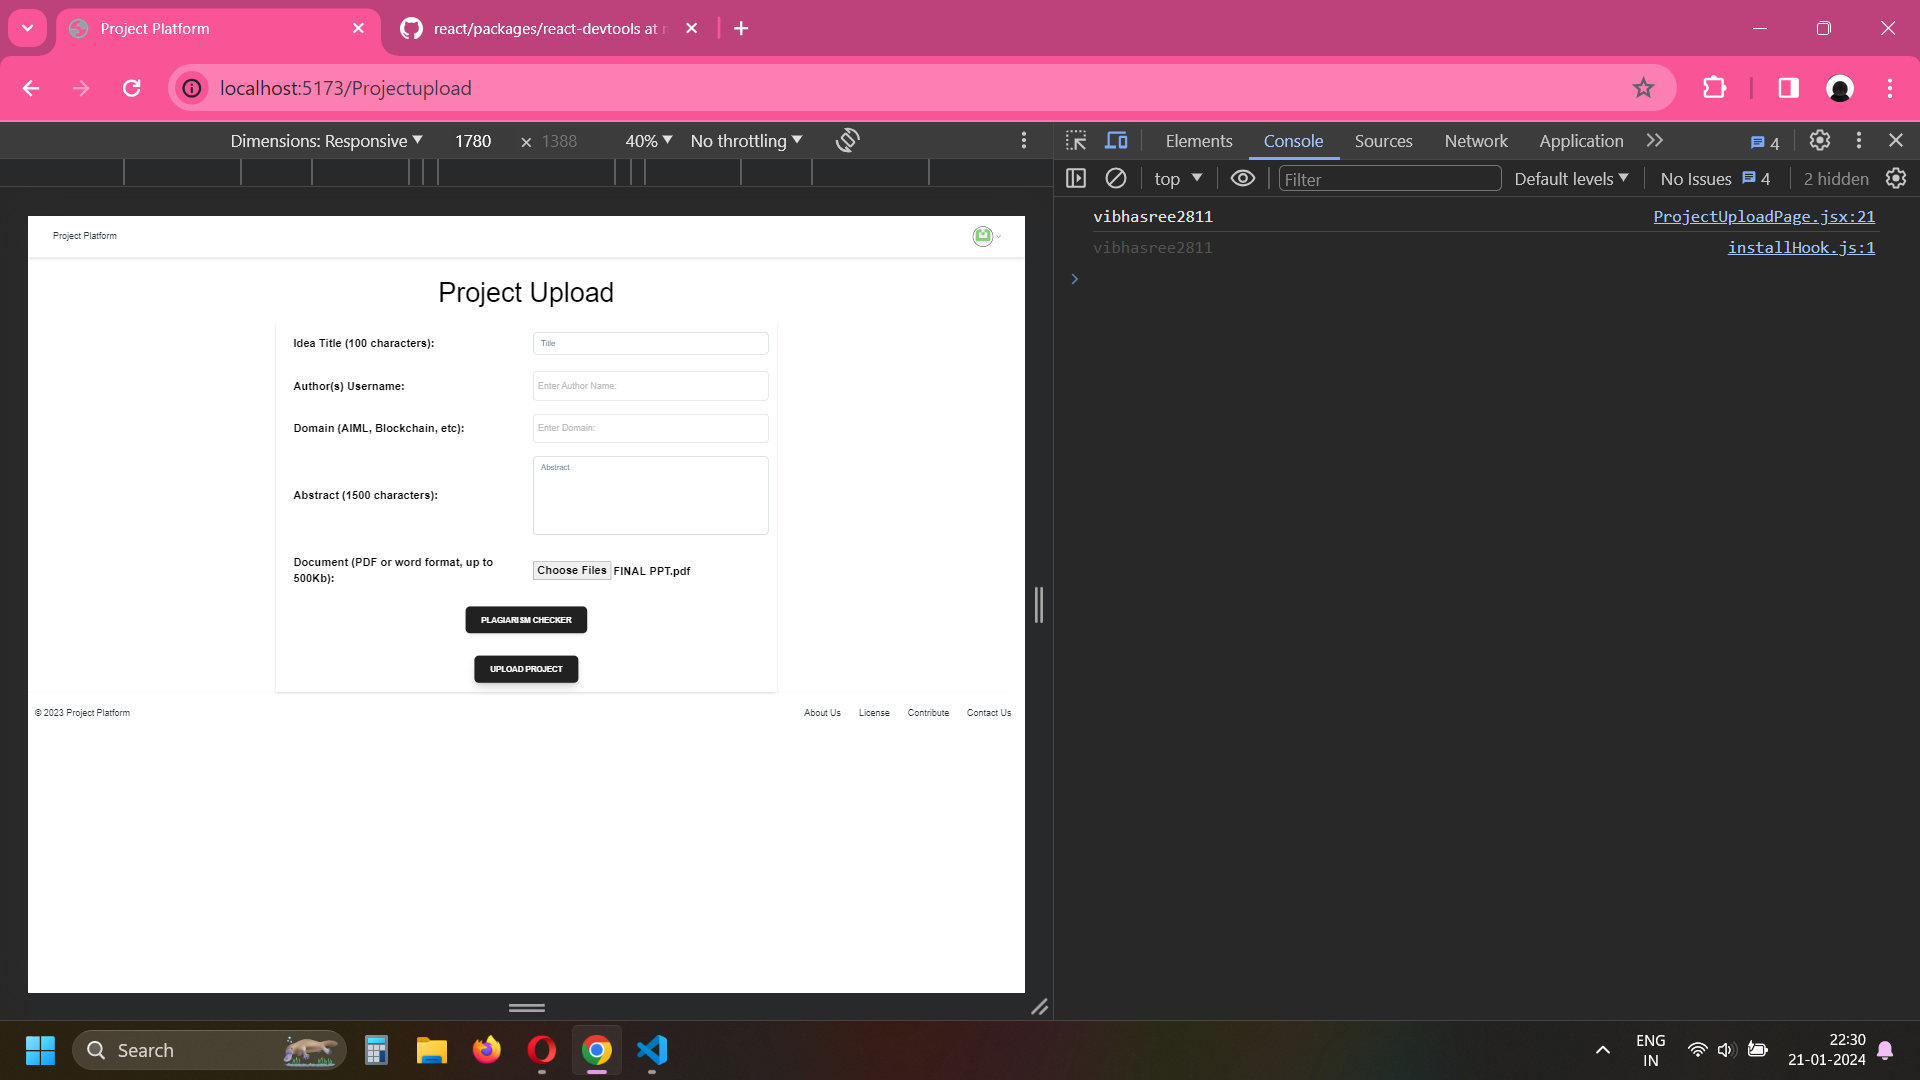 Project Platform
react/packages/react-devtools at
localhost:5173/Projectupload
Dimensions: Responsive 1780 × 1388 40% No throttling
Elements Console Sources Network Application 4
top Filter Default levels No Issues 4 2 hidden
vibhasree2811 ProjectUploadPage.jsx:21
vibhasree2811 installHook.js:1
Project Platform
Project Upload
Idea Title (100 characters): Title
Author(s) Username: Enter Author Name:
Domain (AIML, Blockchain, etc): Enter Domain:
Abstract (1500 characters): Abstract
Document (PDF or word format, up to
500Kb):
Choose Files FINAL PPT.pdf
PLAGIARISM CHECKER
UPLOAD PROJECT
© 2023 Project Platform About Us License Contribute Contact Us
Search
ENG
IN
22:30
21-01-2024